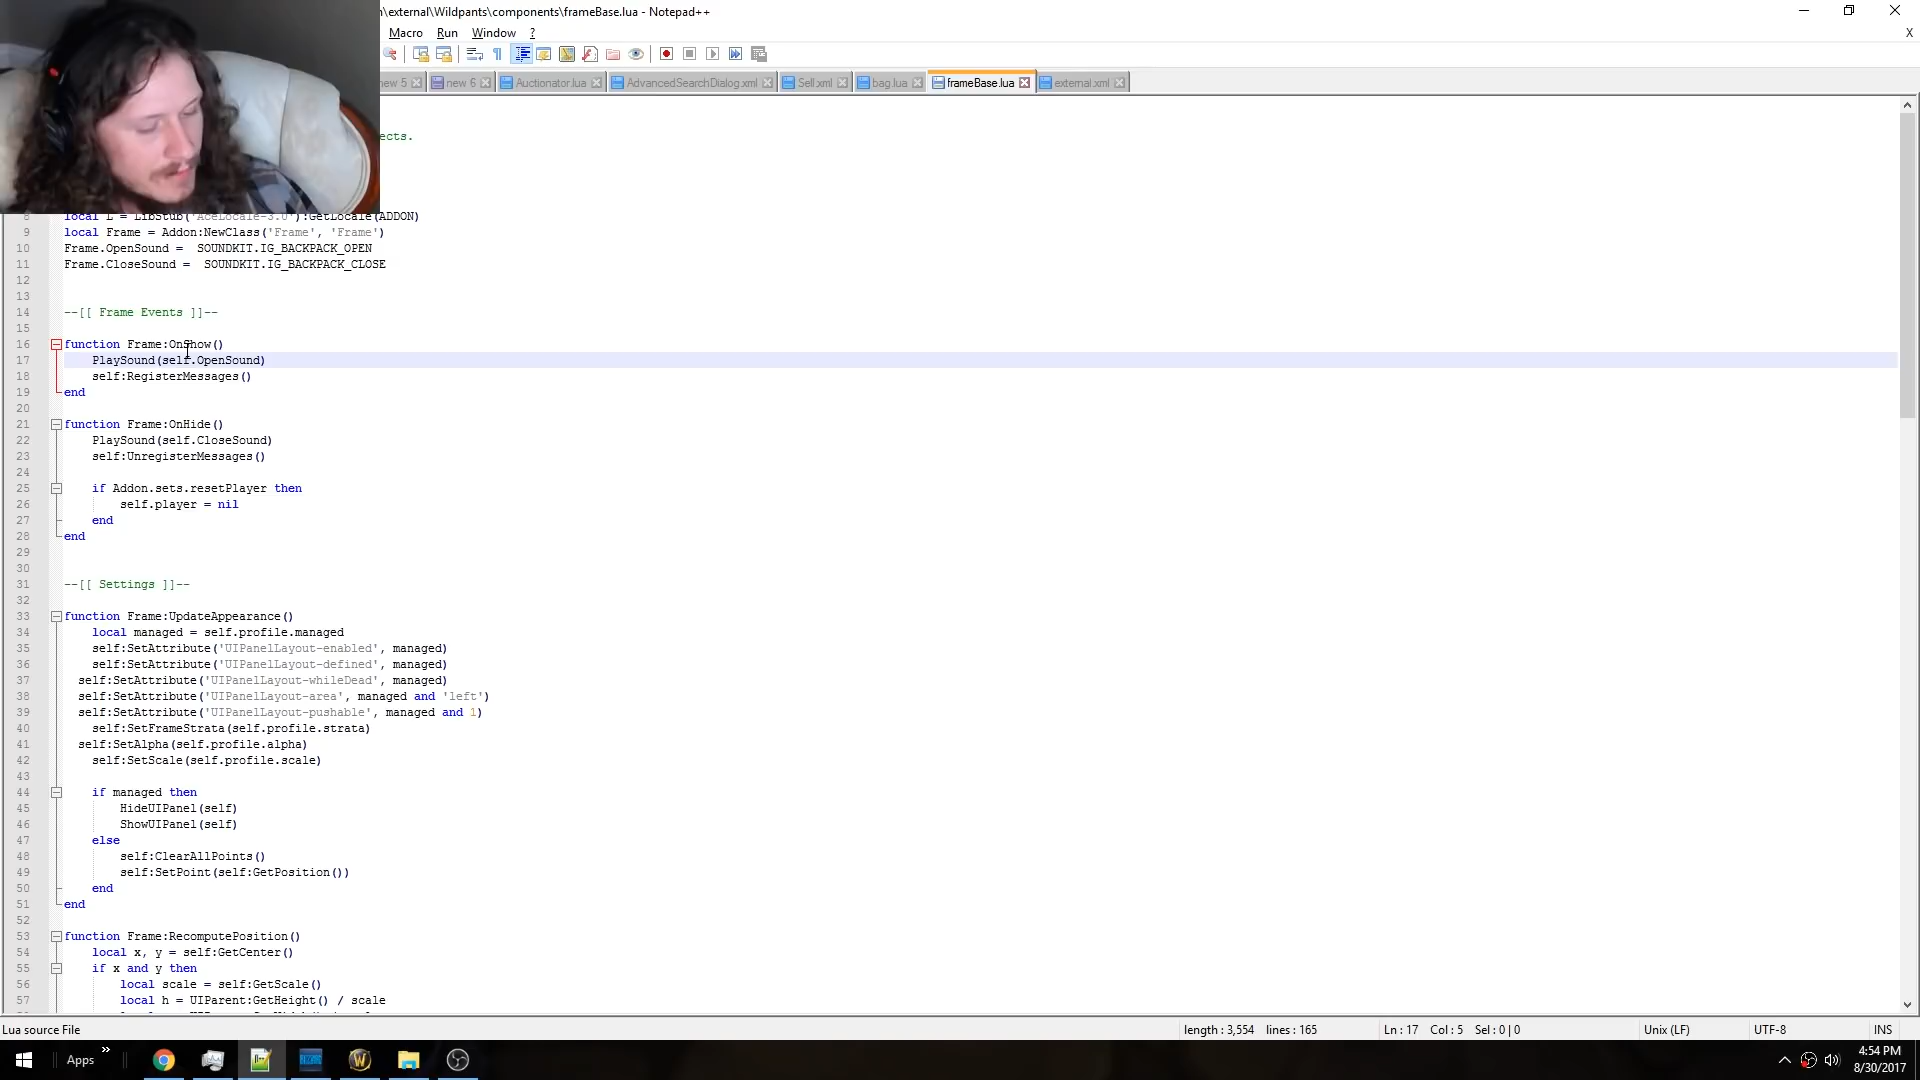 n\external\Wildpants\components\frameBase.lua - Notepad++
Macro Run Window ?
X
new 5 new 6 Auctionator.lua AdvancedSearchDialog.xml Sell.xml bag.lua frameBase.lua external.xml
ects.
8 local L = LibStub('AceLocale-3.0'):GetLocale(ADDON)
9 local Frame = Addon:NewClass('Frame', 'Frame')
10 Frame.OpenSound =  SOUNDKIT.IG_BACKPACK_OPEN
11 Frame.CloseSound =  SOUNDKIT.IG_BACKPACK_CLOSE
12
13
14 --[[ Frame Events ]]--
15
16 function Frame:OnShow()
17 PlaySound(self.OpenSound)
18 self:RegisterMessages()
19 end
20
21 function Frame:OnHide()
22 PlaySound(self.CloseSound)
23 self:UnregisterMessages()
24
25 if Addon.sets.resetPlayer then
26 self.player = nil
27 end
28 end
29
30
31 --[[ Settings ]]--
32
33 function Frame:UpdateAppearance()
34 local managed = self.profile.managed
35 self:SetAttribute('UIPanelLayout-enabled', managed)
36 self:SetAttribute('UIPanelLayout-defined', managed)
37 self:SetAttribute('UIPanelLayout-whileDead', managed)
38 self:SetAttribute('UIPanelLayout-area', managed and 'left')
39 self:SetAttribute('UIPanelLayout-pushable', managed and 1)
40 self:SetFrameStrata(self.profile.strata)
41 self:SetAlpha(self.profile.alpha)
42 self:SetScale(self.profile.scale)
43
44 if managed then
45 HideUIPanel(self)
46 ShowUIPanel(self)
47 else
48 self:ClearAllPoints()
49 self:SetPoint(self:GetPosition())
50 end
51 end
52
53 function Frame:RecomputePosition()
54 local x, y = self:GetCenter()
55 if x and y then
56 local scale = self:GetScale()
57 local h = UIParent:GetHeight() / scale
Lua source File length : 3,554 lines : 165 Ln : 17 Col : 5 Sel : 0 | 0 Unix (LF) UTF-8 INS
Apps » 4:54 PM
8/30/2017